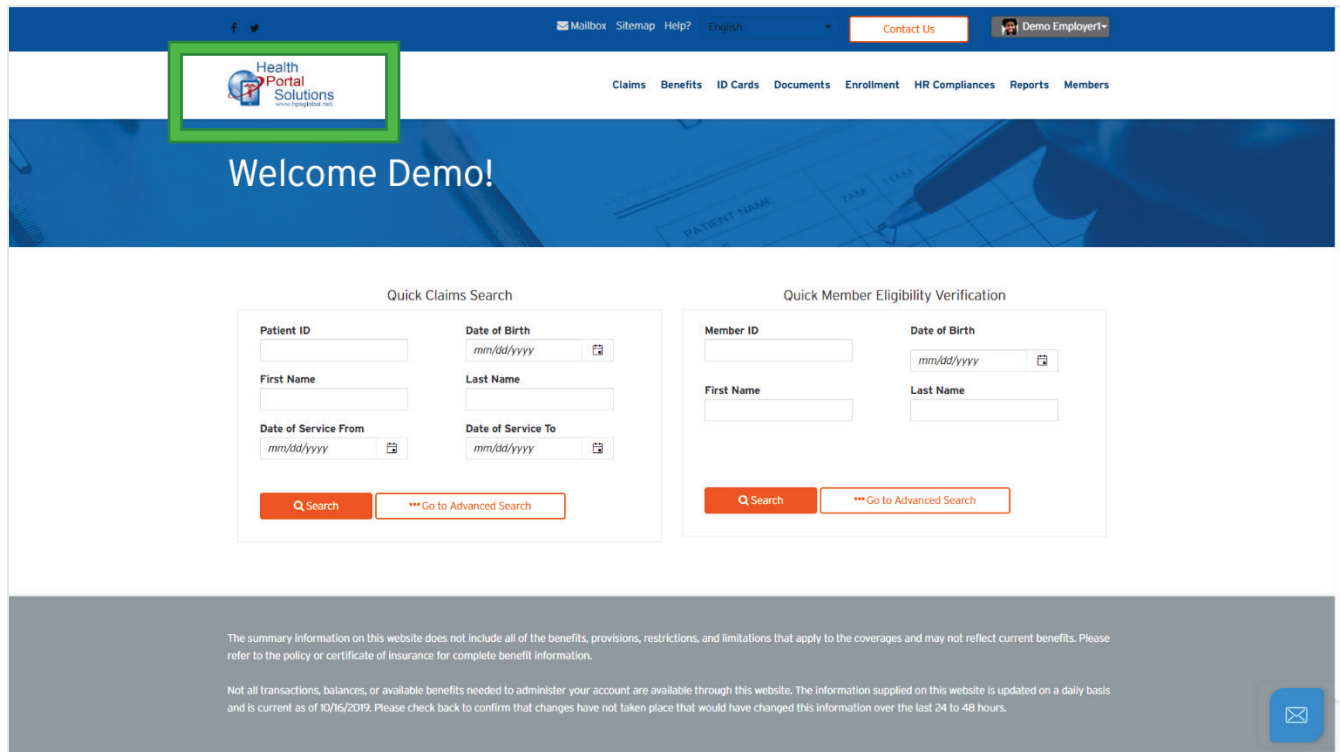 Mailbox Sitemap Help? English Contact Us Demo Employer1
Health
Portal
Solutions
www.hpsglobal.net
Claims Benefits ID Cards Documents Enrollment HR Compliances Reports Members
Welcome Demo!
PATIENT NAME
7AM 11AM
Quick Claims Search
Patient ID Date of Birth
mm/dd/yyyy
First Name Last Name
Date of Service From Date of Service To
mm/dd/yyyy mm/dd/yyyy
Search Go to Advanced Search
Quick Member Eligibility Verification
Member ID Date of Birth
mm/dd/yyyy
First Name Last Name
Search Go to Advanced Search
The summary information on this website does not include all of the benefits, provisions, restrictions, and limitations that apply to the coverages and may not reflect current benefits. Please
refer to the policy or certificate of insurance for complete benefit information.
Not all transactions, balances, or available benefits needed to administer your account are available through this website. The information supplied on this website is updated on a daily basis
and is current as of 10/16/2019. Please check back to confirm that changes have not taken place that would have changed this information over the last 24 to 48 hours.